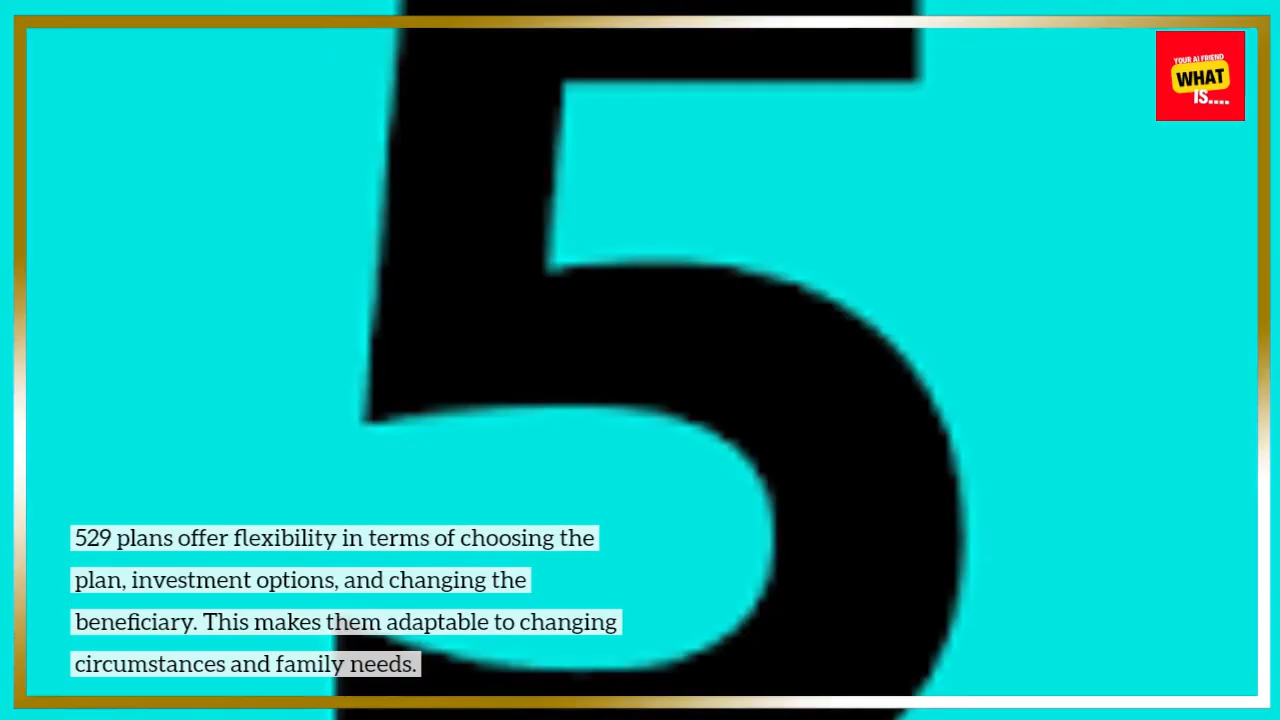 5
YOUR AI FRIEND
WHAT
IS....
529 plans offer flexibility in terms of choosing the
plan, investment options, and changing the
beneficiary. This makes them adaptable to changing
circumstances and family needs.